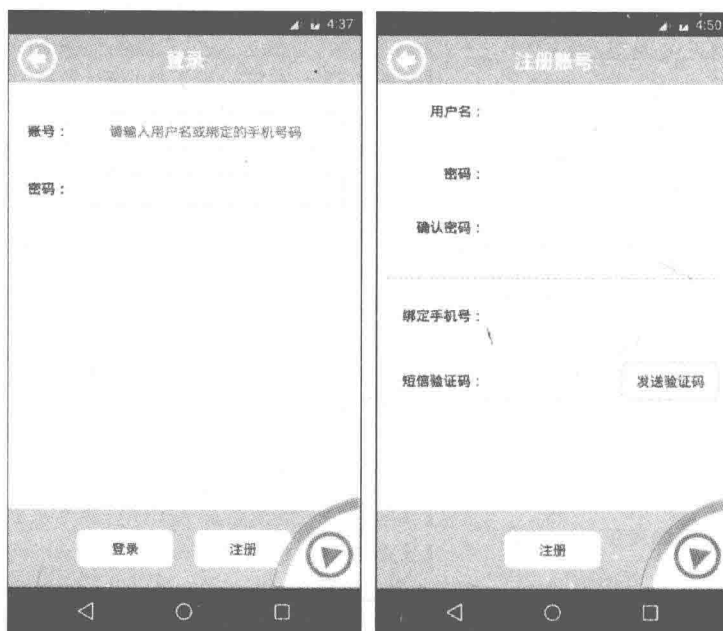 4:37
登录
账号：
请输入用户名或绑定的手机号码
密码：
登录
注册
4:50
注册账号
用户名：
密码：
确认密码：
绑定手机号：
短信验证码：
发送验证码
注册